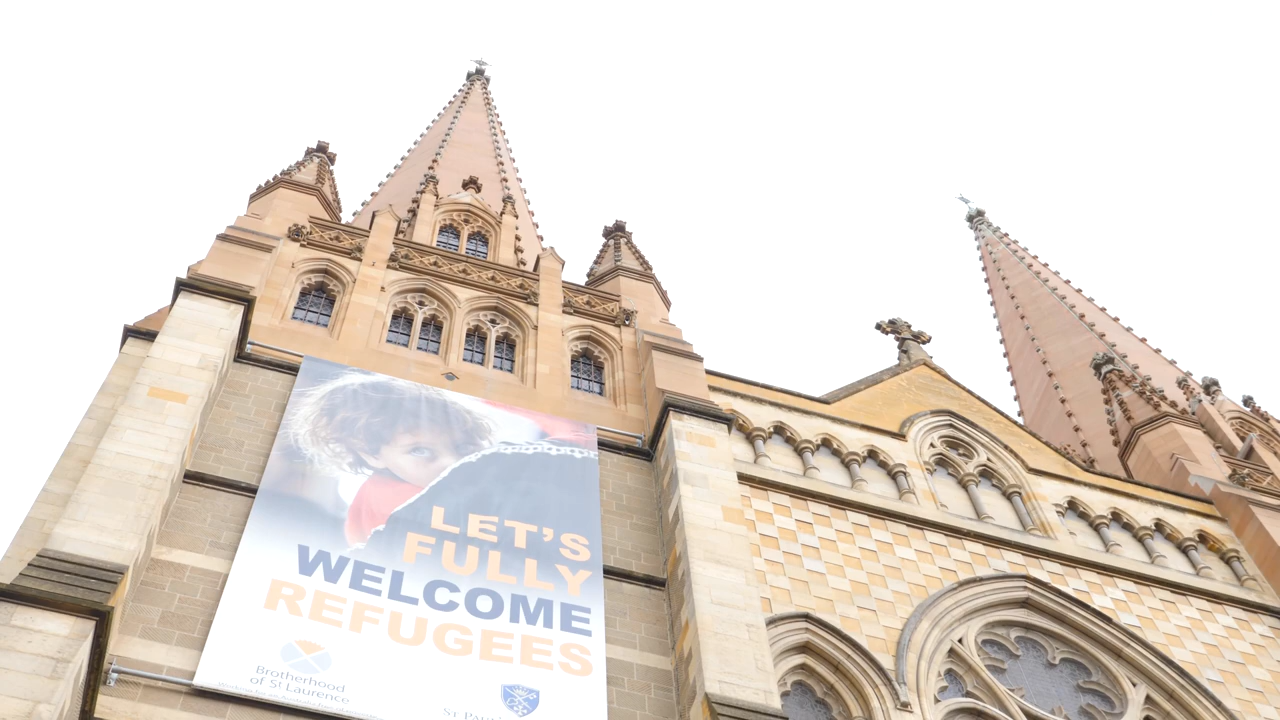 LET'S
FULLY
WELCOME
REFUGEES
Brotherhood
of St Laurence